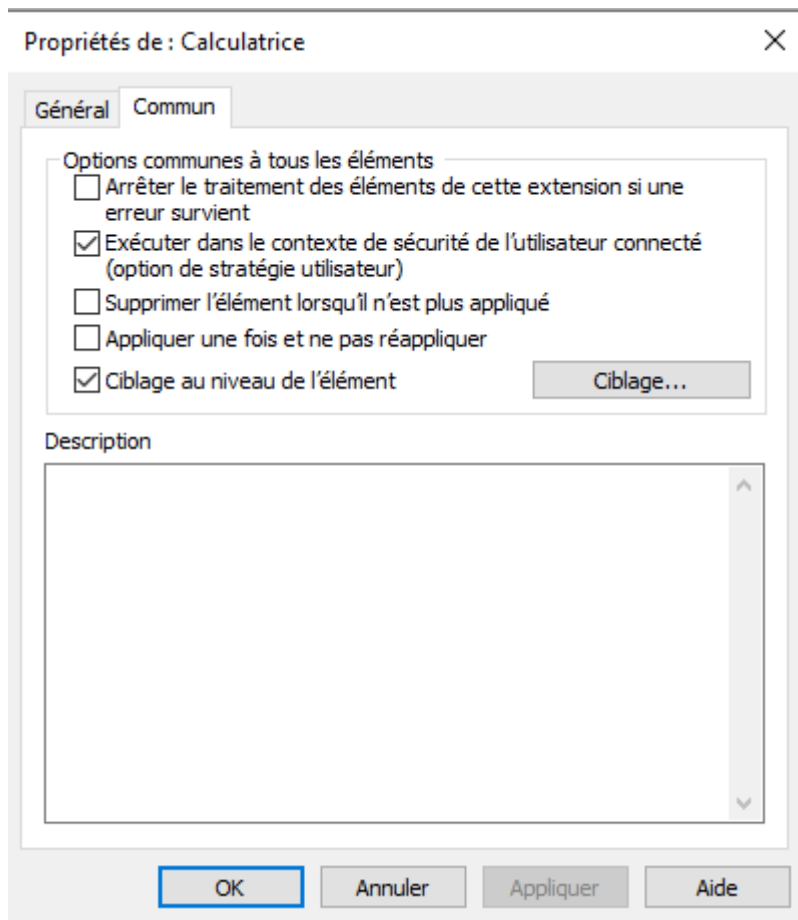 Propriétés de : Calculatrice
Général
Commun
Options communes à tous les éléments
Arrêter le traitement des éléments de cette extension si une
erreur survient
Exécuter dans le contexte de sécurité de l'utilisateur connecté
(option de stratégie utilisateur)
Supprimer l'élément lorsqu'il n'est plus appliqué
Appliquer une fois et ne pas réappliquer
Ciblage au niveau de l'élément
Ciblage...
Description
OK
Annuler
Appliquer
Aide